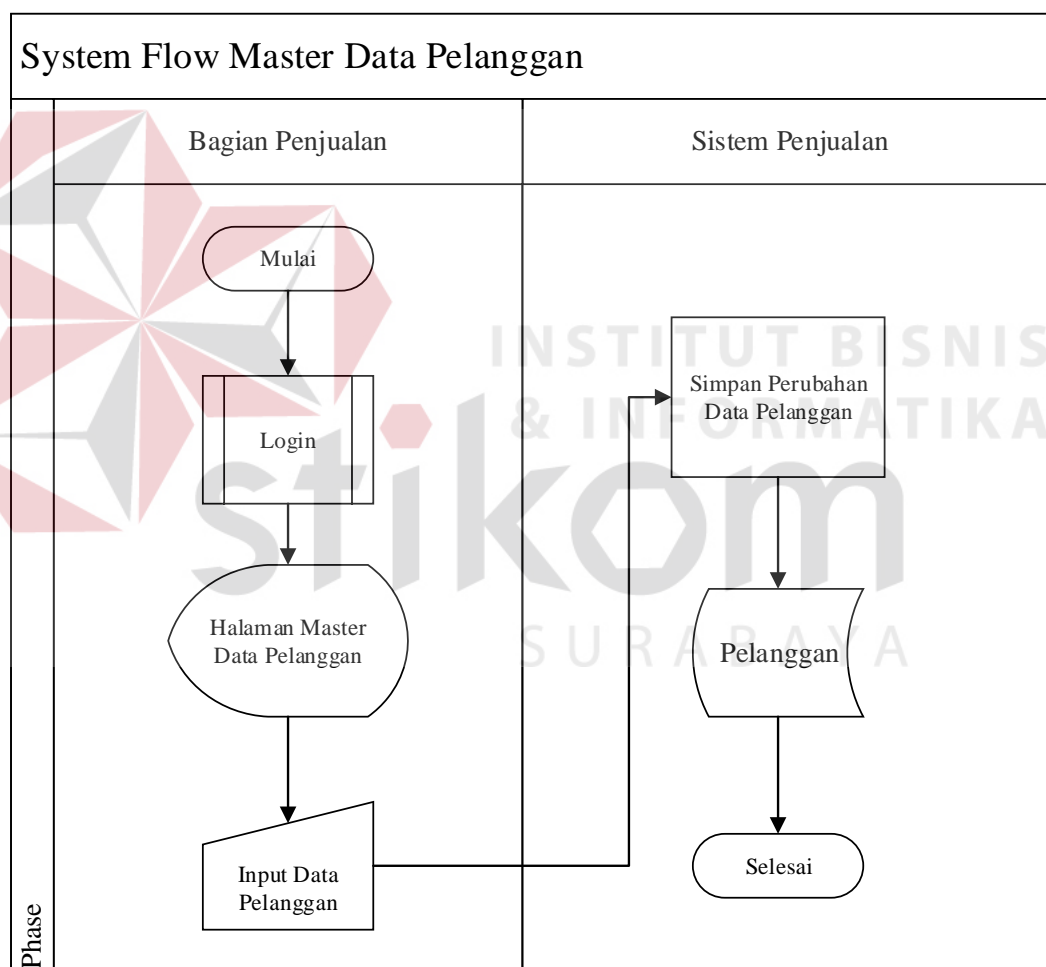 System Flow Master Data Pelanggan
Bagian Penjualan
Sistem Penjualan
Mulai
Login
Halaman Master
Data Pelanggan
Input Data
Pelanggan
Simpan Perubahan
Data Pelanggan
Pelanggan
Selesai
Phase
INSTITUT BISNIS
& INFORMATIKA
stikom
SURABAYA